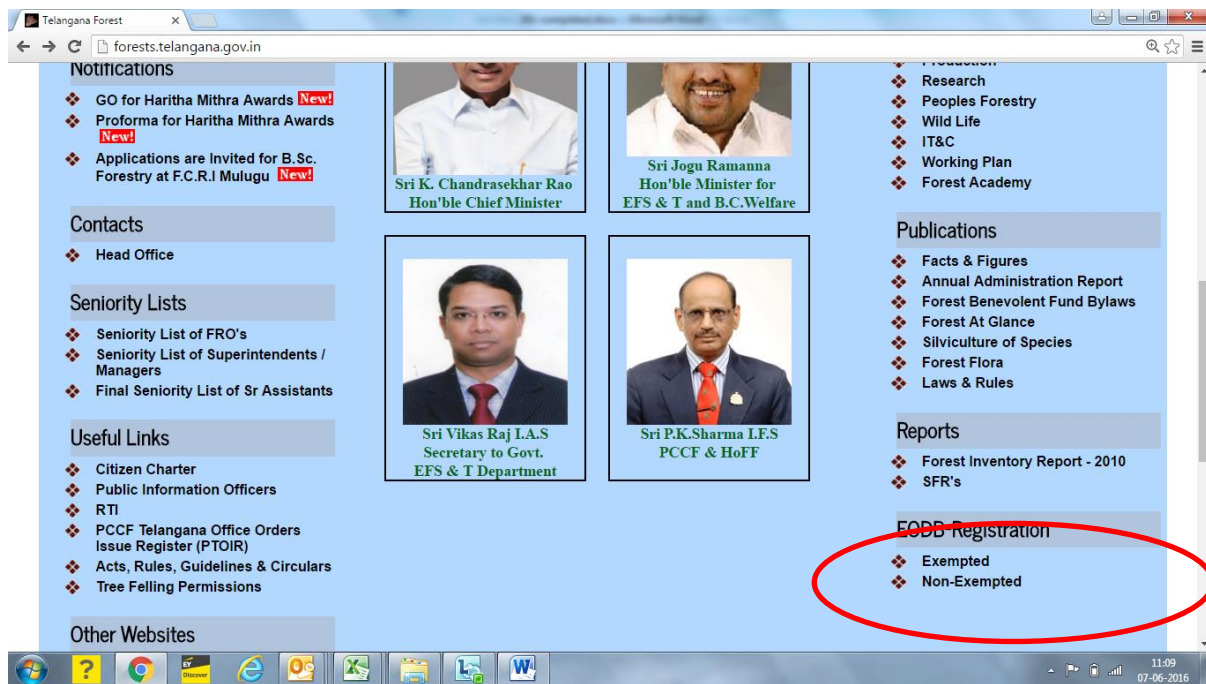 Telangana Forest
forests.telangana.gov.in
Notifications
GO for Haritha Mithra Awards New!
Proforma for Haritha Mithra Awards
New!
Applications are Invited for B.Sc.
Forestry at F.C.R.I Mulugu New!
Contacts
Head Office
Seniority Lists
Seniority List of FRO's
Seniority List of Superintendents /
Managers
Final Seniority List of Sr Assistants
Useful Links
Citizen Charter
Public Information Officers
RTI
PCCF Telangana Office Orders
Issue Register (PTOIR)
Acts, Rules, Guidelines & Circulars
Tree Felling Permissions
Other Websites
Sri K. Chandrasekhar Rao
Hon'ble Chief Minister
Sri Jogu Ramanna
Hon'ble Minister for
EFS & T and B.C.Welfare
Sri Vikas Raj I.A.S
Secretary to Govt.
EFS & T Department
Sri P.K.Sharma I.F.S
PCCF & HoFF
Production
Research
Peoples Forestry
Wild Life
IT&C
Working Plan
Forest Academy
Publications
Facts & Figures
Annual Administration Report
Forest Benevolent Fund Bylaws
Forest At Glance
Silviculture of Species
Forest Flora
Laws & Rules
Reports
Forest Inventory Report - 2010
SFR's
EODB-Registration
Exempted
Non-Exempted
EY
Discover
11:09
07-06-2016